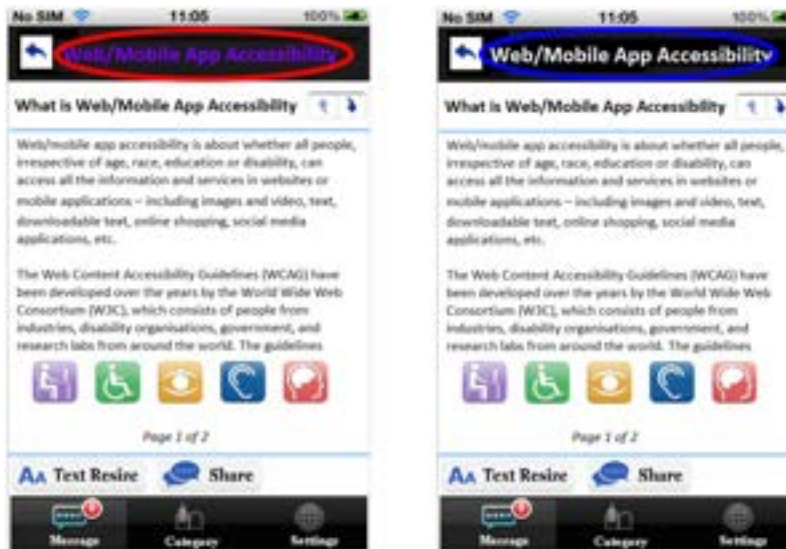 No SIM 11:05 100%
Web/Mobile App Accessibility
What is Web/Mobile App Accessibility
Web/mobile app accessibility is about whether all people,
irrespective of age, race, education or disability, can
access all the information and services in websites or
mobile applications – including images and video, text,
downloadable text, online shopping, social media
applications, etc.
The Web Content Accessibility Guidelines (WCAG) have
been developed over the years by the World Wide Web
Consortium (W3C), which consists of people from
industries, disability organisations, government, and
research labs from around the world. The guidelines
Page 1 of 2
AA Text Resize Share
Message Category Settings
No SIM 11:05 100%
Web/Mobile App Accessibility
What is Web/Mobile App Accessibility
Web/mobile app accessibility is about whether all people,
irrespective of age, race, education or disability, can
access all the information and services in websites or
mobile applications – including images and video, text,
downloadable text, online shopping, social media
applications, etc.
The Web Content Accessibility Guidelines (WCAG) have
been developed over the years by the World Wide Web
Consortium (W3C), which consists of people from
industries, disability organisations, government, and
research labs from around the world. The guidelines
Page 1 of 2
AA Text Resize Share
Message Category Settings